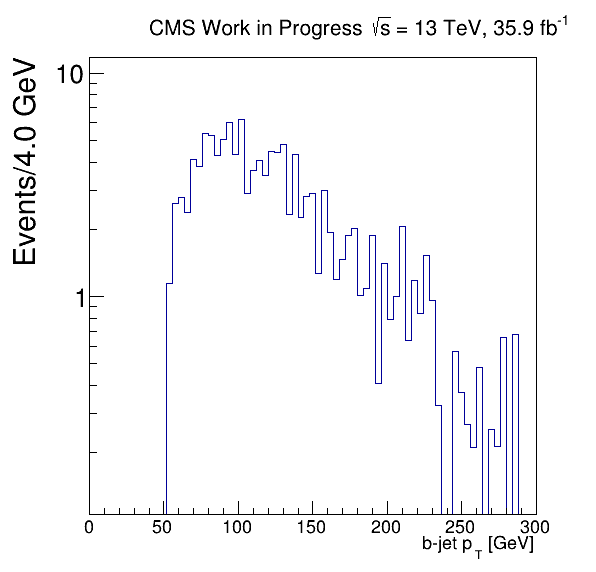 CMS Work in Progress √s = 13 TeV, 35.9 fb⁻¹
Events/4.0 GeV
10
1
0 50 100 150 200 250 300
b-jet p_T [GeV]